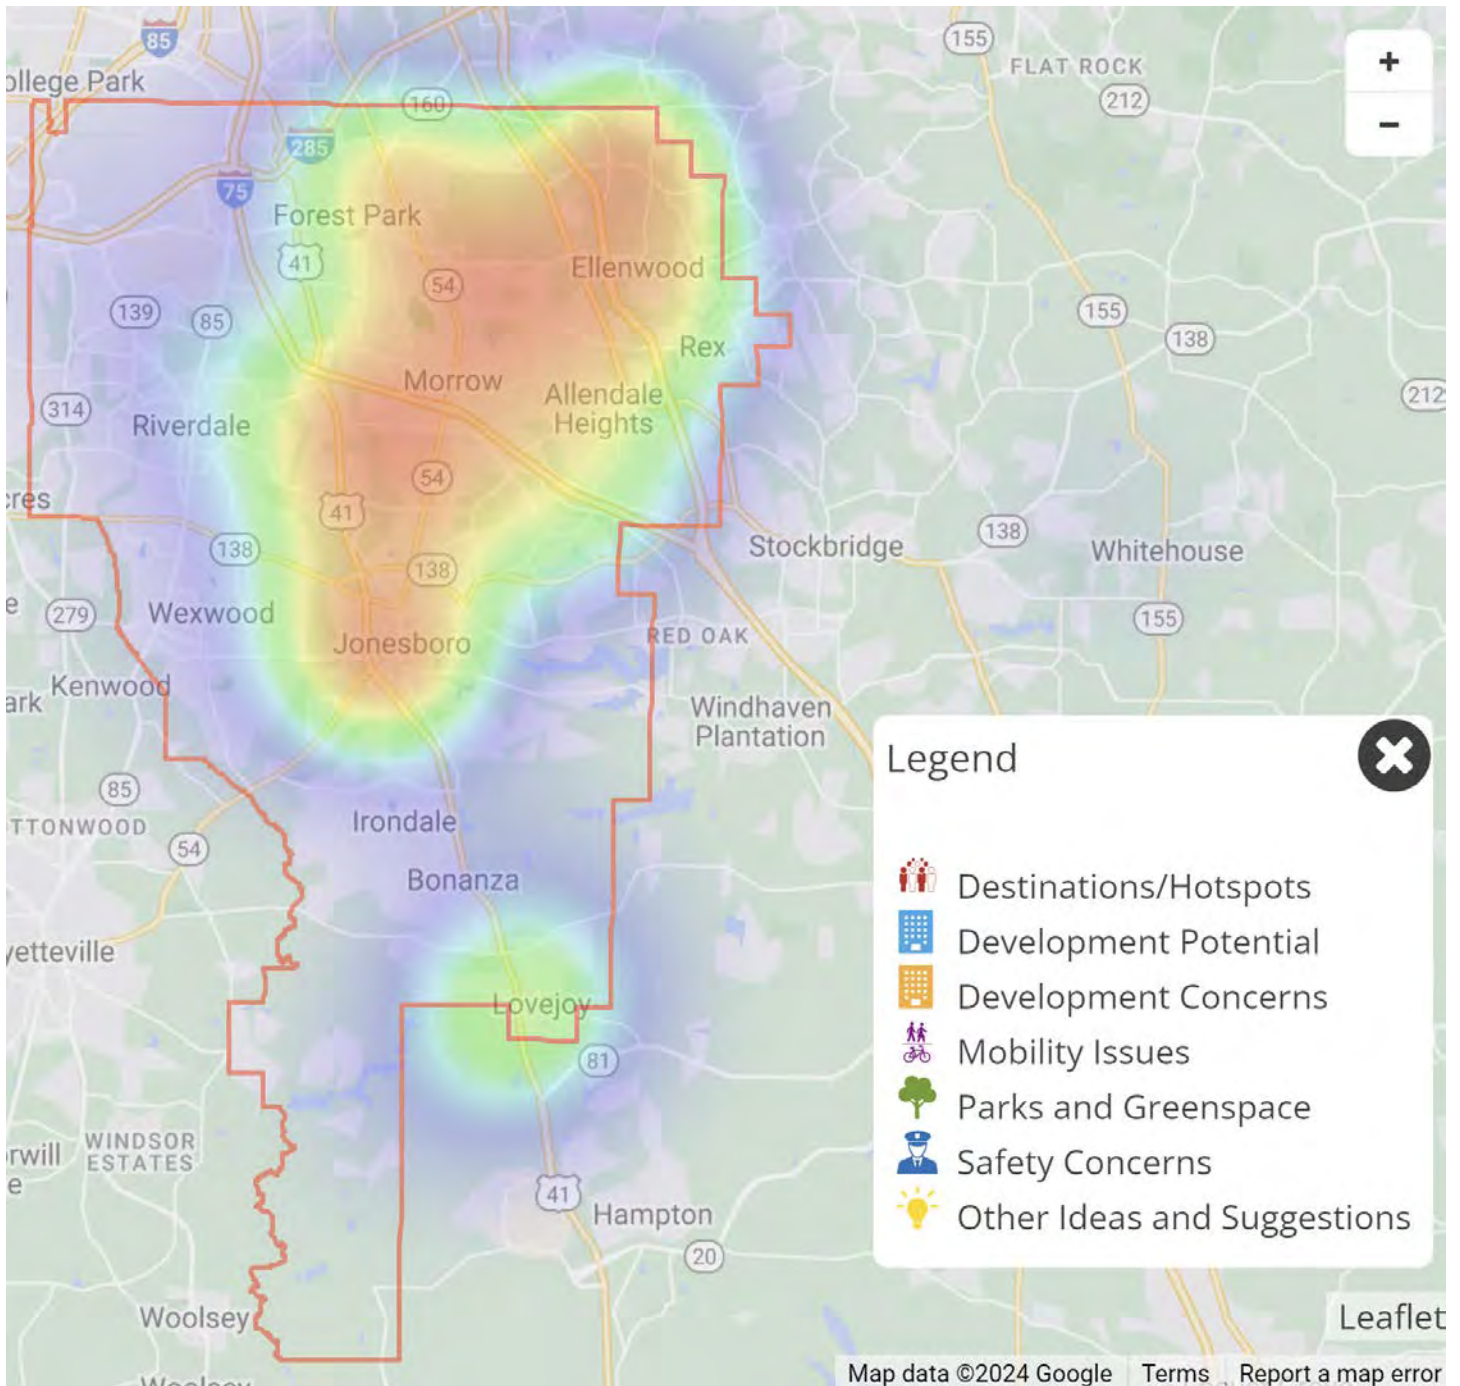 85
155
FLAT ROCK
212
+
ollege Park
160
−
285
75
Forest Park
41
54
Ellenwood
139
85
155
138
Rex
Morrow
Allendale
Heights
212
314
Riverdale
54
cres
41
138
138
Stockbridge
138
Whitehouse
e
279
Wexwood
155
Jonesboro
RED OAK
ark
Kenwood
Windhaven
Plantation
85
TTONWOOD
54
Irondale
Bonanza
yetteville
Lovejoy
81
WINDSOR
ESTATES
rwill
e
41
Hampton
20
Woolsey
Woolsey
Legend
Destinations/Hotspots
Development Potential
Development Concerns
Mobility Issues
Parks and Greenspace
Safety Concerns
Other Ideas and Suggestions
Leaflet
Map data ©2024 Google
Terms
Report a map error